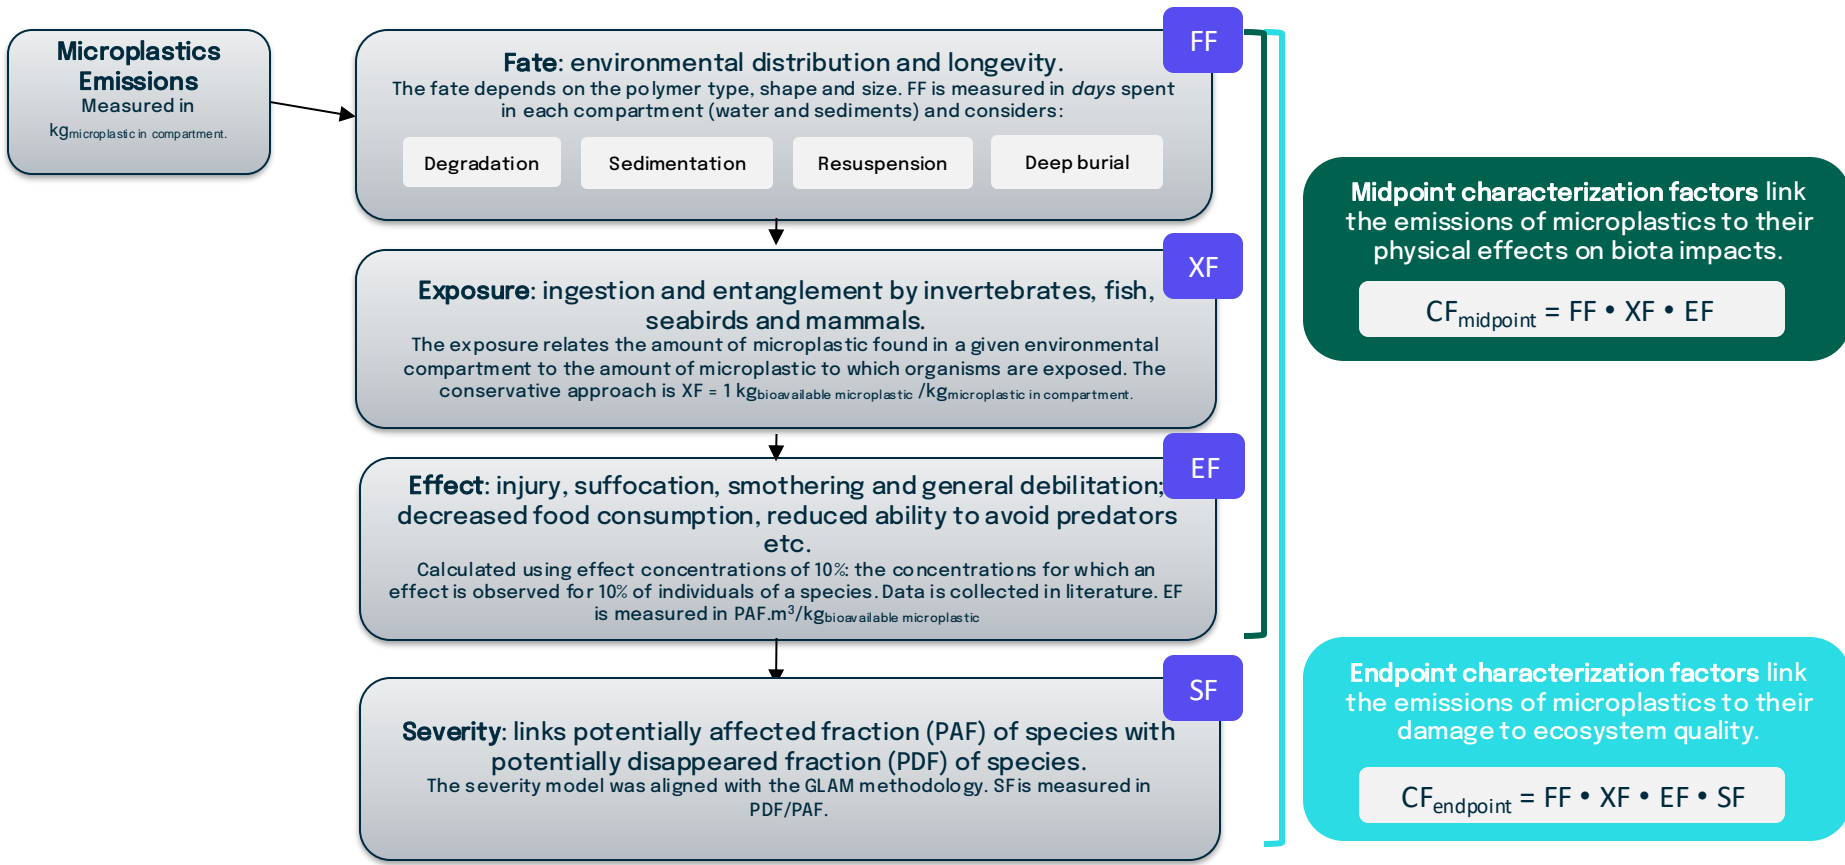 Microplastics
Emissions
Measured in
kgmicroplastic in compartment.
FF
Fate: environmental distribution and longevity.
The fate depends on the polymer type, shape and size. FF is measured in days spent
in each compartment (water and sediments) and considers:
Degradation
Sedimentation
Resuspension
Deep burial
XF
Exposure: ingestion and entanglement by invertebrates, fish,
seabirds and mammals.
The exposure relates the amount of microplastic found in a given environmental
compartment to the amount of microplastic to which organisms are exposed. The
conservative approach is XF = 1 kgbioavailable microplastic /kgmicroplastic in compartment.
EF
Effect: injury, suffocation, smothering and general debilitation;
decreased food consumption, reduced ability to avoid predators
etc.
Calculated using effect concentrations of 10%: the concentrations for which an
effect is observed for 10% of individuals of a species. Data is collected in literature. EF
is measured in PAF.m³/kgbioavailable microplastic
SF
Severity: links potentially affected fraction (PAF) of species with
potentially disappeared fraction (PDF) of species.
The severity model was aligned with the GLAM methodology. SF is measured in
PDF/PAF.
Midpoint characterization factors link
the emissions of microplastics to their
physical effects on biota impacts.
CFmidpoint = FF • XF • EF
Endpoint characterization factors link
the emissions of microplastics to their
damage to ecosystem quality.
CFendpoint = FF • XF • EF • SF